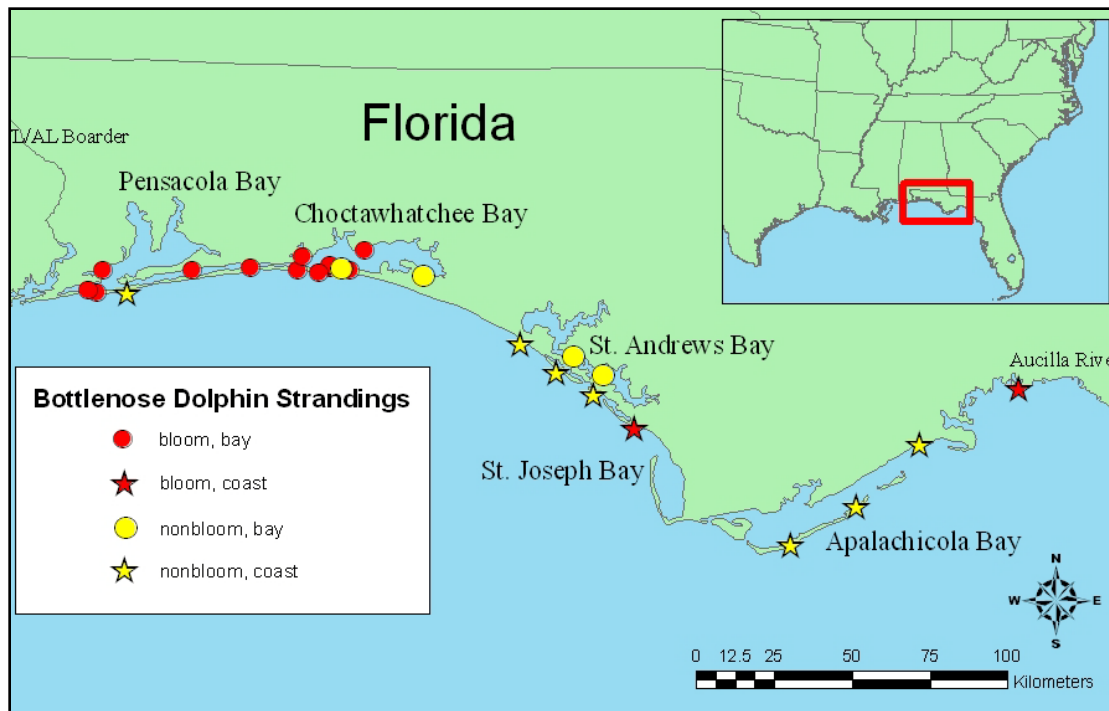 Florida
L/AL Boarder
Pensacola Bay
Choctawhatchee Bay
St. Andrews Bay
Aucilla Rive
Bottlenose Dolphin Strandings
bloom, bay
bloom, coast
nonbloom, bay
nonbloom, coast
St. Joseph Bay
Apalachicola Bay
N
W E
S
0 12.5 25 50 75 100
Kilometers